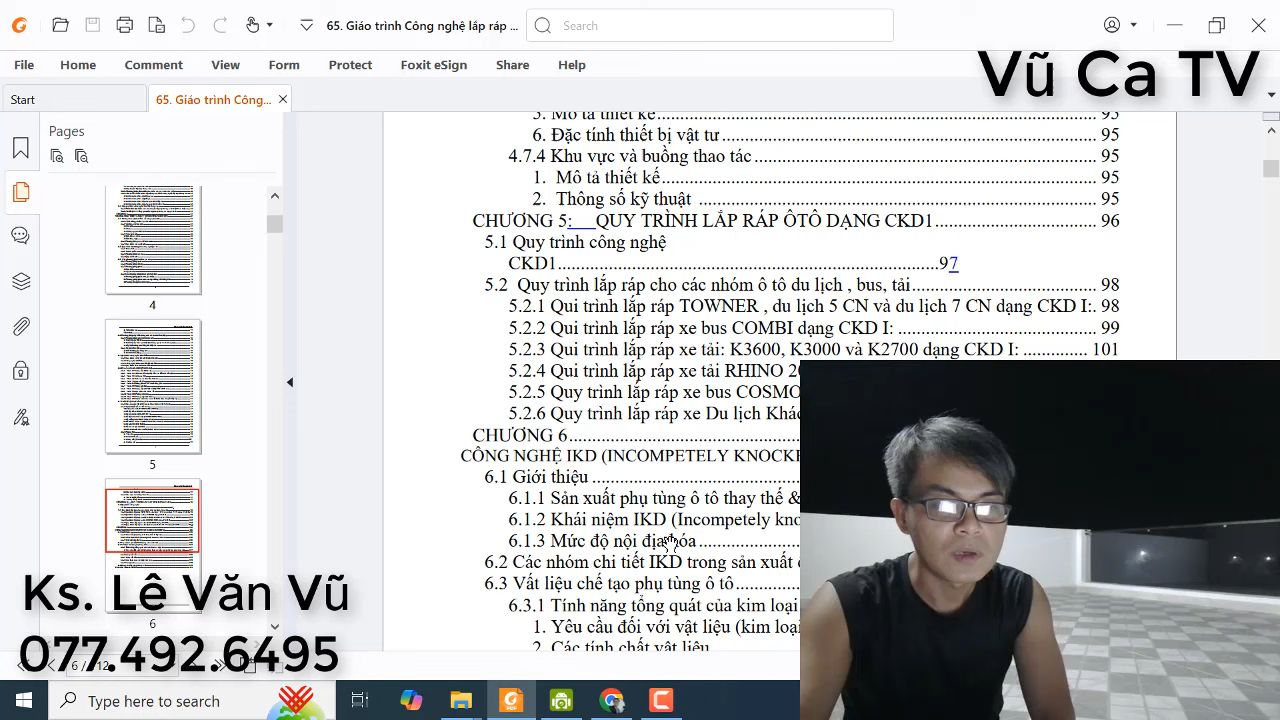 65. Giáo trình Công nghệ lắp ráp ...
Search
File Home Comment View Form Protect Foxit eSign Share Help
Vũ Ca TV
Start
65. Giáo trình Công...
Pages
4
5
6
5. Mô tả thiết kế 95
6. Đặc tính thiết bị vật tư 95
4.7.4 Khu vực và buồng thao tác 95
1. Mô tả thiết kế 95
2. Thông số kỹ thuật 95
CHƯƠNG 5: QUY TRÌNH LẮP RÁP ÔTÔ DẠNG CKD1 96
5.1 Quy trình công nghệ
CKD1 97
5.2 Quy trình lắp ráp cho các nhóm ô tô du lịch , bus, tải 98
5.2.1 Qui trình lắp ráp TOWNER , du lịch 5 CN và du lịch 7 CN dạng CKD I:. 98
5.2.2 Qui trình lắp ráp xe bus COMBI dạng CKD I: 99
5.2.3 Qui trình lắp ráp xe tải: K3600, K3000 và K2700 dạng CKD I: 101
5.2.4 Qui trình lắp ráp xe tải RHINO
5.2.5 Quy trình lắp ráp xe bus COSMO
5.2.6 Quy trình lắp ráp xe Du lịch
CHƯƠNG 6
CÔNG NGHỆ IKD (INCOMPETELY
6.1 Giới thiệu
6.1.1 Sản xuất phụ tùng ô tô thay thế &
6.1.2 Khái niệm IKD (Incompetely
6.1.3 Mức độ nội địa hóa
6.2 Các nhóm chi tiết IKD trong sản xuất
6.3 Vất liệu chế tạo phụ tùng ô tô
6.3.1 Tính năng tổng quát của kim loại
1. Yêu cầu đối với vật liệu (kim loại
2. Các tính chất vật liệu
Ks. Lê Văn Vũ
077.492.6495
6 /
Type here to search